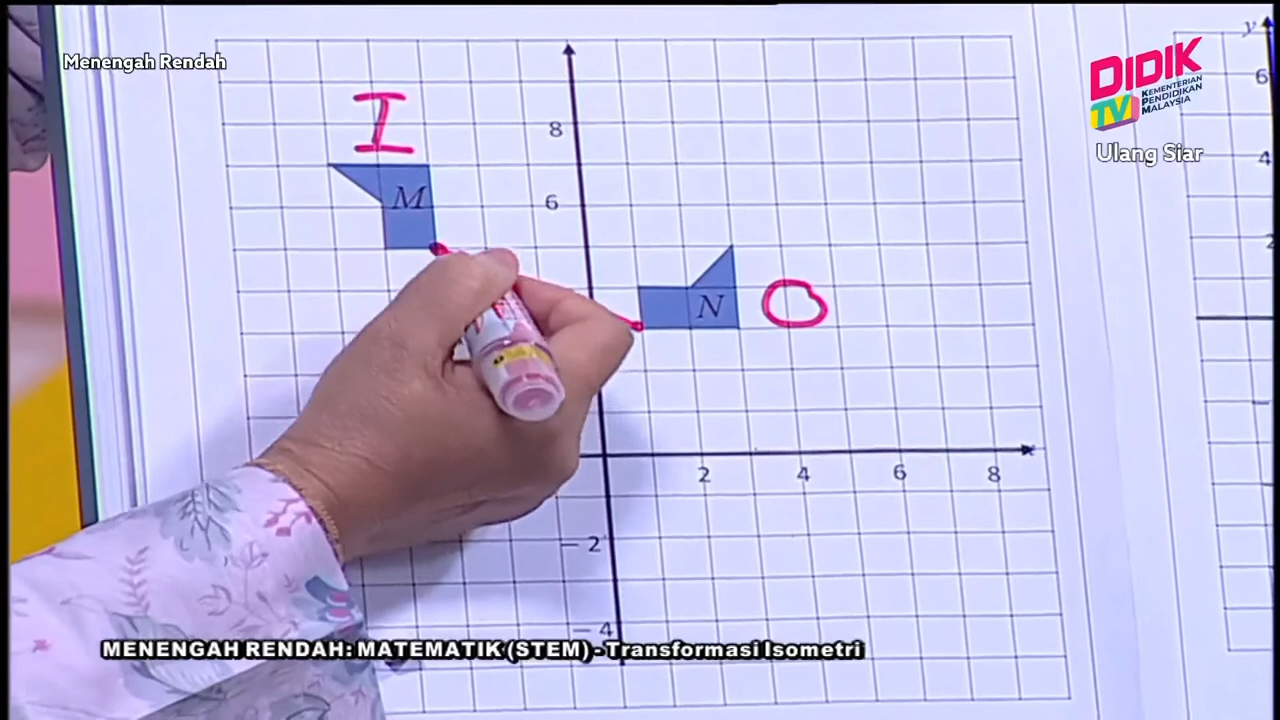 Menengah Rendah
DIDIK
TV
KEMENTERIAN
PENDIDIKAN
MALAYSIA
Ulang Siar
I
8
M
6
N
O
2
4
6
8
– 2
– 4
y
6
4
2
MENENGAH RENDAH: MATEMATIK (STEM) - Transformasi Isometri